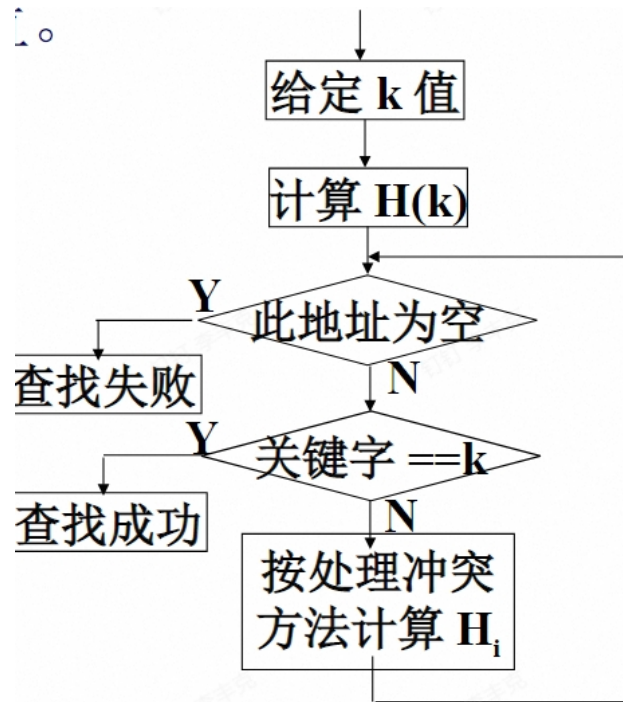 。
给定 k 值
计算 H(k)
Y
此地址为空
N
查找失败
Y
关键字 ==k
N
查找成功
按处理冲突
方法计算 Hi